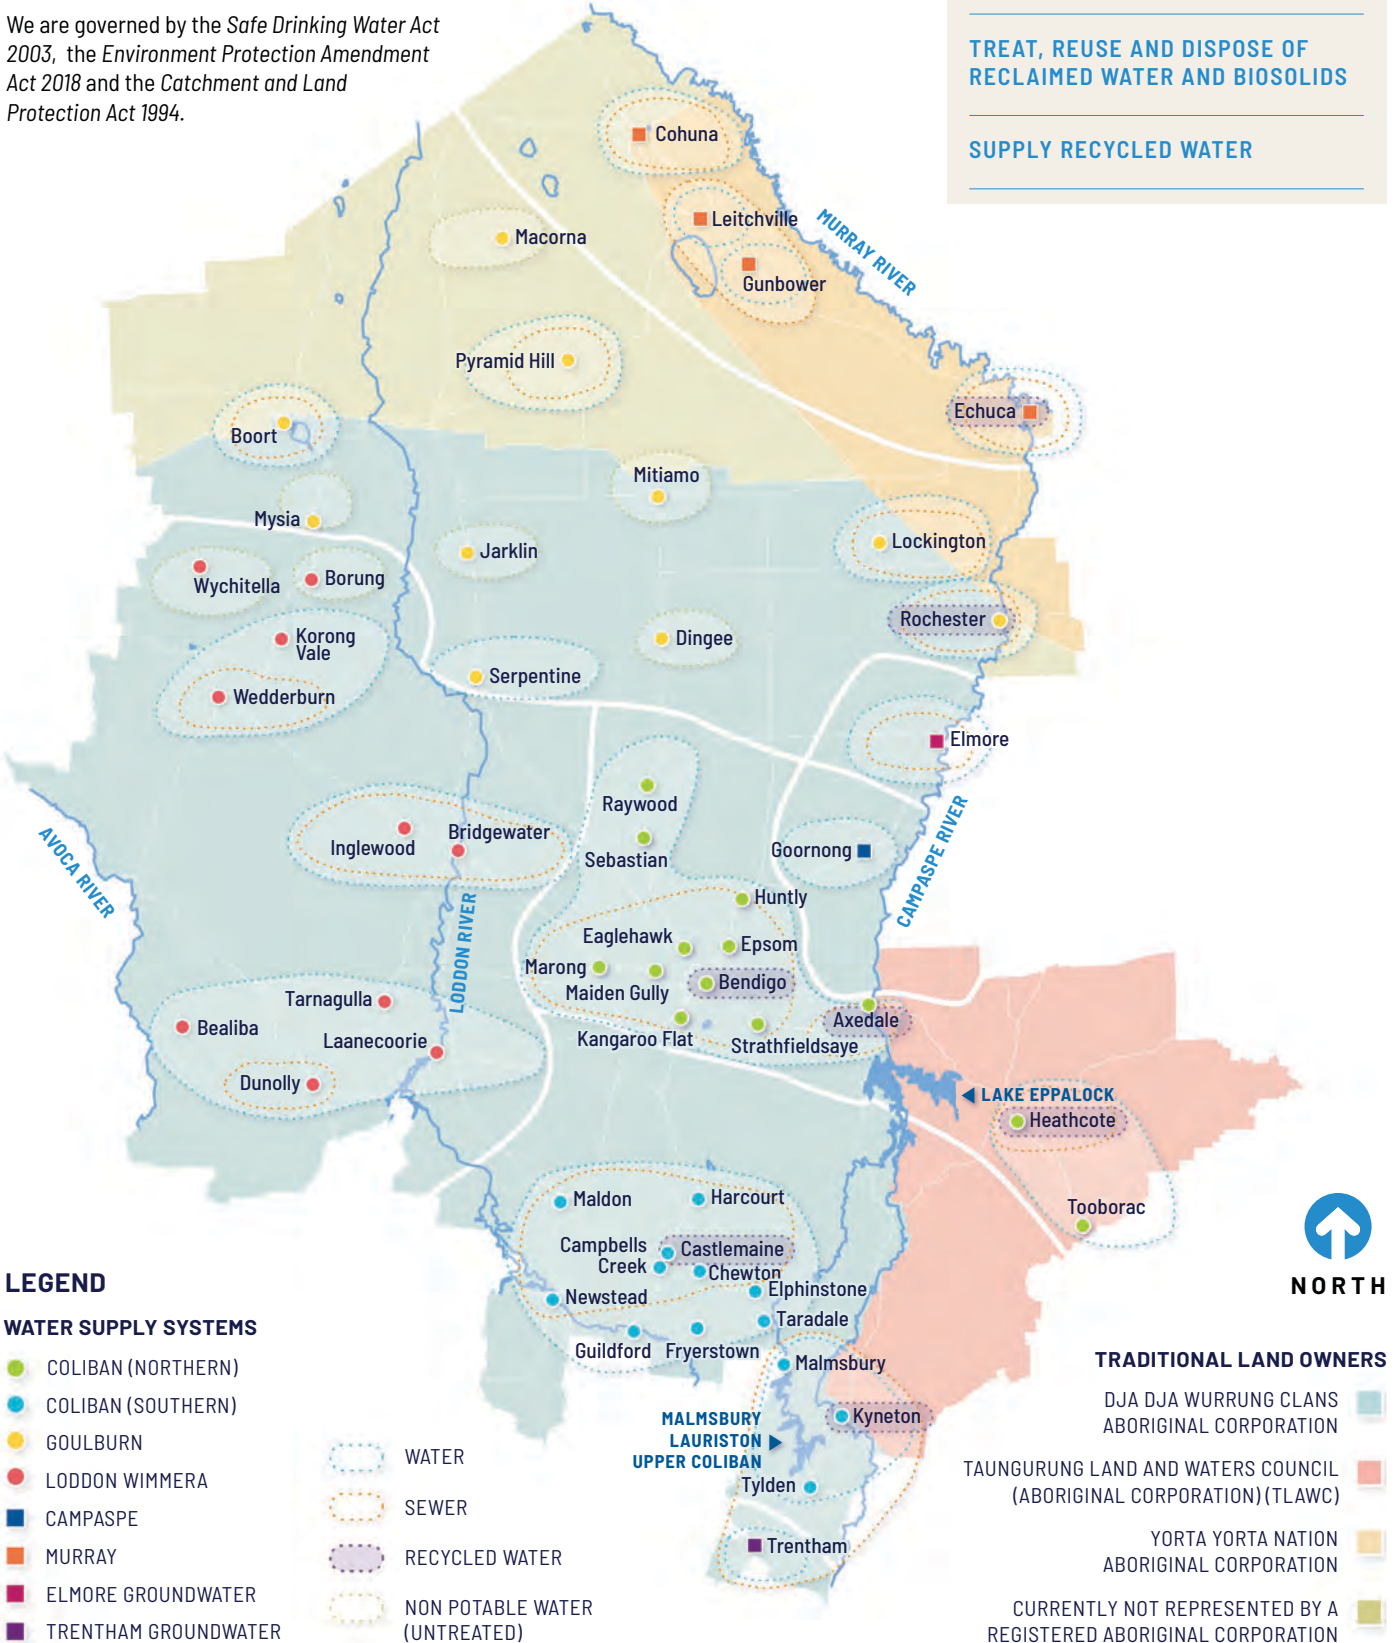 We are governed by the Safe Drinking Water Act
2003, the Environment Protection Amendment
Act 2018 and the Catchment and Land
Protection Act 1994.
TREAT, REUSE AND DISPOSE OF
RECLAIMED WATER AND BIOSOLIDS
SUPPLY RECYCLED WATER
Cohuna
Leitchville
MURRAY RIVER
Macorna
Gunbower
Pyramid Hill
Echuca
Boort
Mitiamo
Mysia
Jarklin
Lockington
Wychitella
Borung
Rochester
Korong
Vale
Dingee
Serpentine
Wedderburn
Elmore
Raywood
Inglewood
Bridgewater
Sebastian
Goornong
AVOCA RIVER
CAMPASPE RIVER
LODDON RIVER
Huntly
Eaglehawk
Epsom
Marong
Maiden Gully
Bendigo
Tarnagulla
Bealiba
Laanecoorie
Kangaroo Flat
Strathfieldsaye
Axedale
Dunolly
LAKE EPPALOCK
Heathcote
Tooborac
Maldon
Harcourt
Campbells
Creek
Castlemaine
Chewton
Elphinstone
Newstead
Taradale
Guildford
Fryerstown
Malmsbury
Kyneton
MALMSBURY
LAURISTON
UPPER COLIBAN
Tylden
Trentham
NORTH
LEGEND
WATER SUPPLY SYSTEMS
COLIBAN (NORTHERN)
COLIBAN (SOUTHERN)
GOULBURN
LODDON WIMMERA
CAMPASPE
MURRAY
ELMORE GROUNDWATER
TRENTHAM GROUNDWATER
WATER
SEWER
RECYCLED WATER
NON POTABLE WATER
(UNTREATED)
TRADITIONAL LAND OWNERS
DJA DJA WURRUNG CLANS
ABORIGINAL CORPORATION
TAUNGURUNG LAND AND WATERS COUNCIL
(ABORIGINAL CORPORATION) (TLAWC)
YORTA YORTA NATION
ABORIGINAL CORPORATION
CURRENTLY NOT REPRESENTED BY A
REGISTERED ABORIGINAL CORPORATION